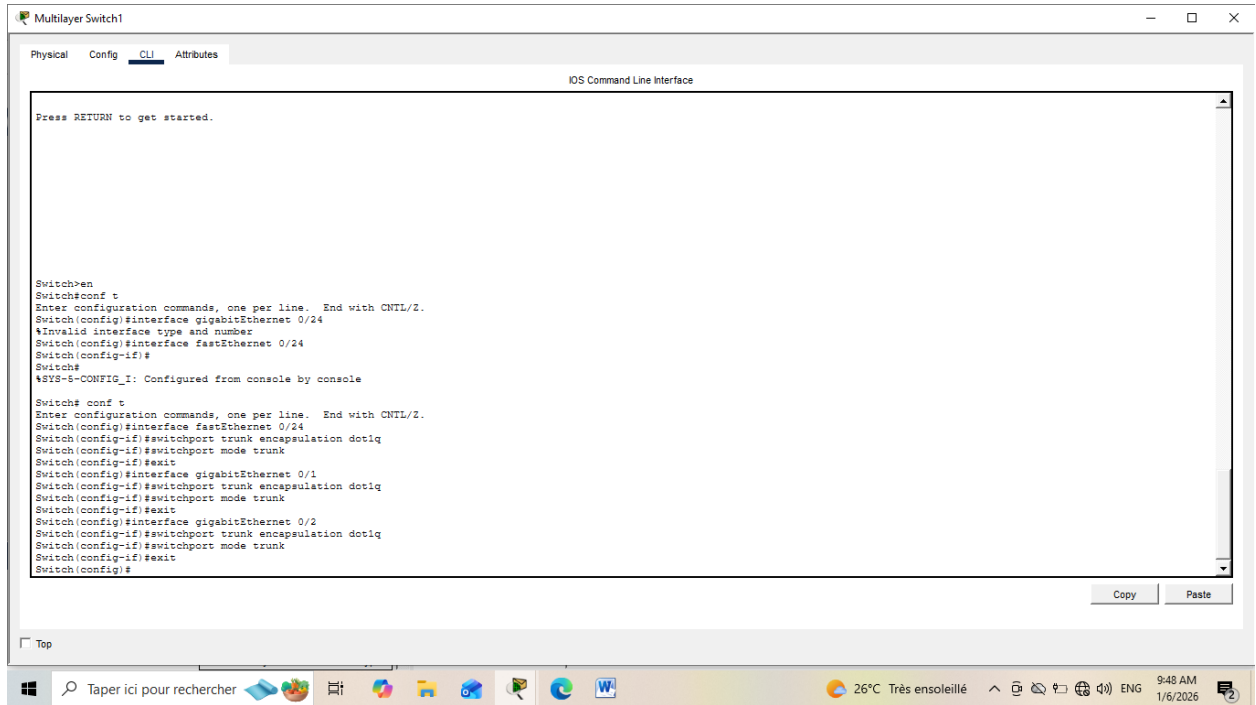 Multilayer Switch1
Physical Config CLI Attributes
IOS Command Line Interface
Press RETURN to get started.
Switch>en
Switch#conf t
Enter configuration commands, one per line.  End with CNTL/Z.
Switch(config)#interface gigabitEthernet 0/24
%Invalid interface type and number
Switch(config)#interface fastEthernet 0/24
Switch(config-if)#
Switch#
%SYS-5-CONFIG_I: Configured from console by console
Switch# conf t
Enter configuration commands, one per line.  End with CNTL/Z.
Switch(config)#interface fastEthernet 0/24
Switch(config-if)#switchport trunk encapsulation dot1q
Switch(config-if)#switchport mode trunk
Switch(config-if)#exit
Switch(config)#interface gigabitEthernet 0/1
Switch(config-if)#switchport trunk encapsulation dot1q
Switch(config-if)#switchport mode trunk
Switch(config-if)#exit
Switch(config)#interface gigabitEthernet 0/2
Switch(config-if)#switchport trunk encapsulation dot1q
Switch(config-if)#switchport mode trunk
Switch(config-if)#exit
Switch(config)#
Copy Paste
Top
Taper ici pour rechercher
26°C Très ensoleillé
ENG
9:48 AM
1/6/2026
2